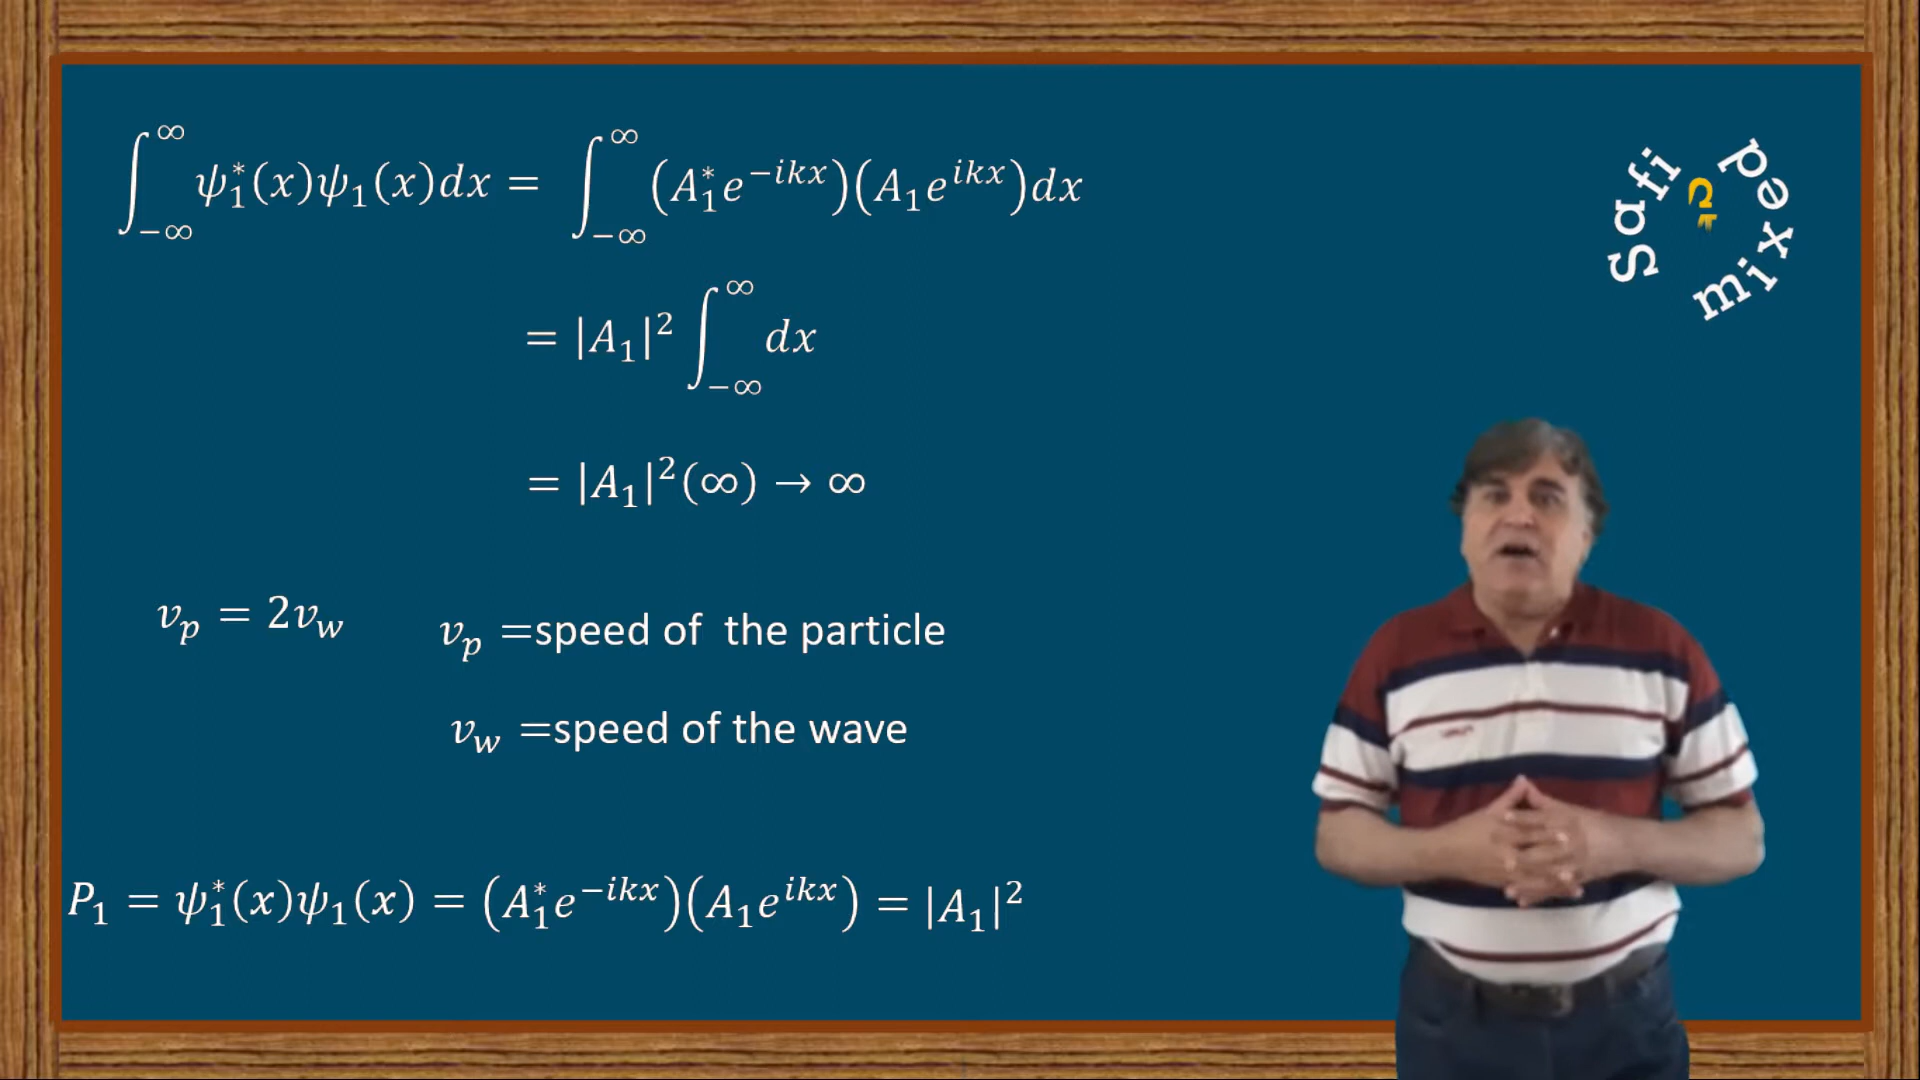 ∫_{-∞}^{∞} ψ₁*(x)ψ₁(x)dx = ∫_{-∞}^{∞} (A₁*e^{-ikx})(A₁e^{ikx})dx
= |A₁|² ∫_{-∞}^{∞} dx
= |A₁|²(∞) → ∞
v_p = 2v_w
v_p =speed of the particle
v_w =speed of the wave
P₁ = ψ₁*(x)ψ₁(x) = (A₁*e^{-ikx})(A₁e^{ikx}) = |A₁|²
Safi
mixed